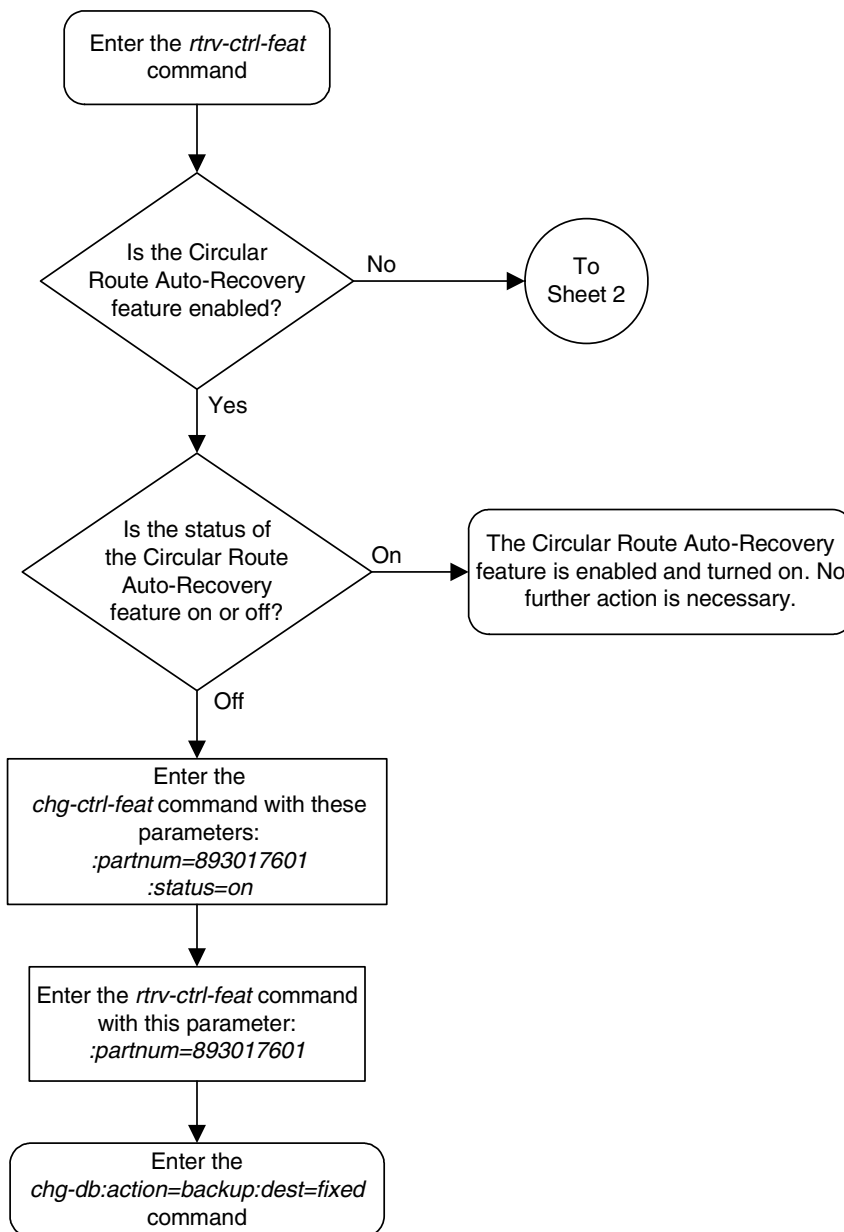 Enter the rtrv-ctrl-feat
command
Is the Circular
Route Auto-Recovery
feature enabled?
No
To
Sheet 2
Yes
Is the status of
the Circular Route
Auto-Recovery
feature on or off?
On
The Circular Route Auto-Recovery
feature is enabled and turned on. No
further action is necessary.
Off
Enter the
chg-ctrl-feat command with these
parameters:
:partnum=893017601
:status=on
Enter the rtrv-ctrl-feat command
with this parameter:
:partnum=893017601
Enter the
chg-db:action=backup:dest=fixed
command